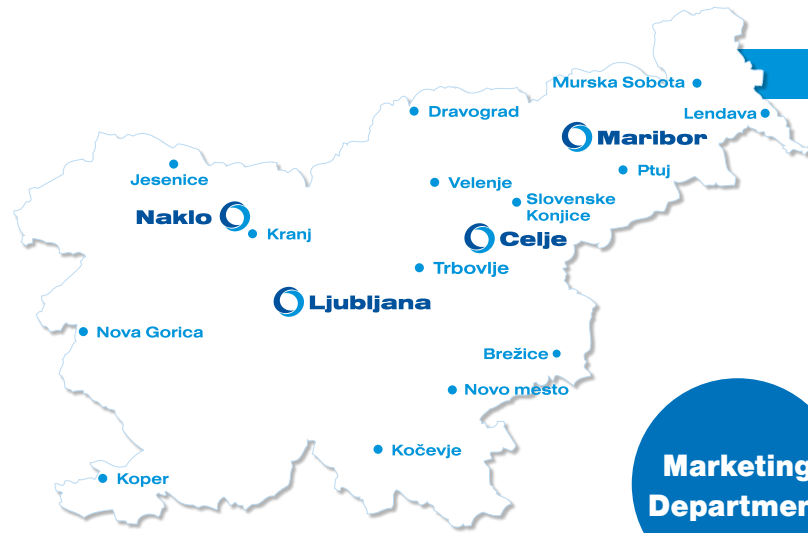 Murska Sobota
Dravograd
Lendava
Maribor
Ptuj
Jesenice
Velenje
Slovenske
Konjice
Naklo
Kranj
Celje
Trbovlje
Ljubljana
Nova Gorica
Brežice
Novo mesto
Kočevje
Koper
Marketing
Departmen